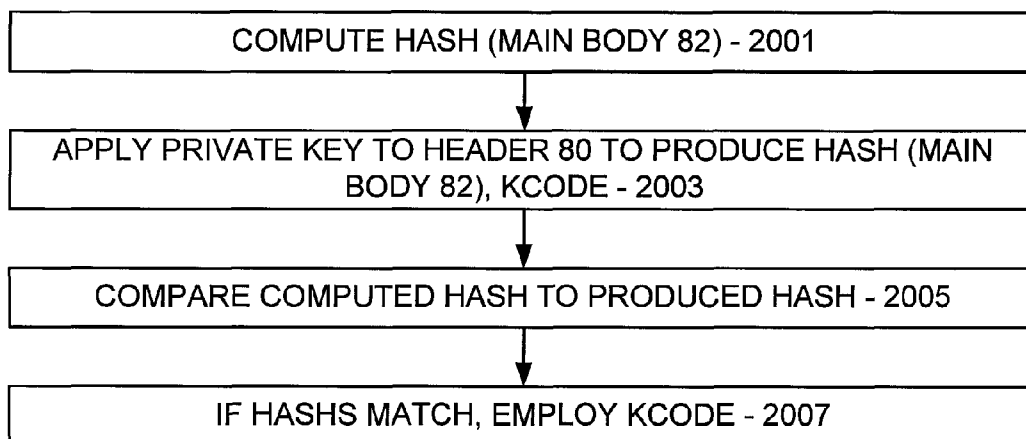 COMPUTE HASH (MAIN BODY 82) - 2001
APPLY PRIVATE KEY TO HEADER 80 TO PRODUCE HASH (MAIN
BODY 82), KCODE - 2003
COMPARE COMPUTED HASH TO PRODUCED HASH - 2005
IF HASHS MATCH, EMPLOY KCODE - 2007